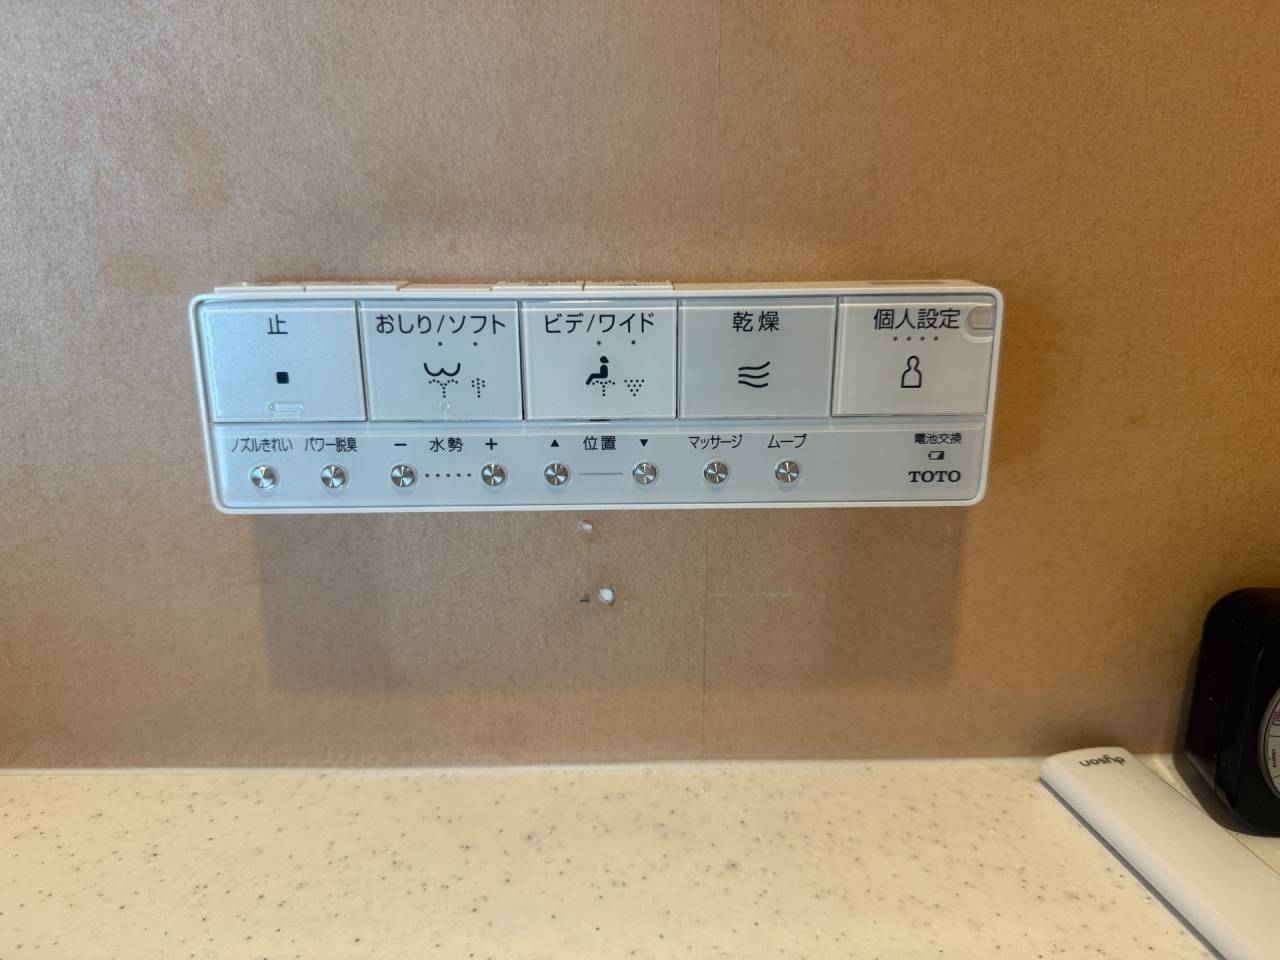 止 おしり/ソフト ビデ/ワイド 乾燥 個人設定
ノズルきれい パワー脱臭 － 水勢 ＋ ▲ 位置 ▼ マッサージ ムーブ 電池交換
TOTO
dyson